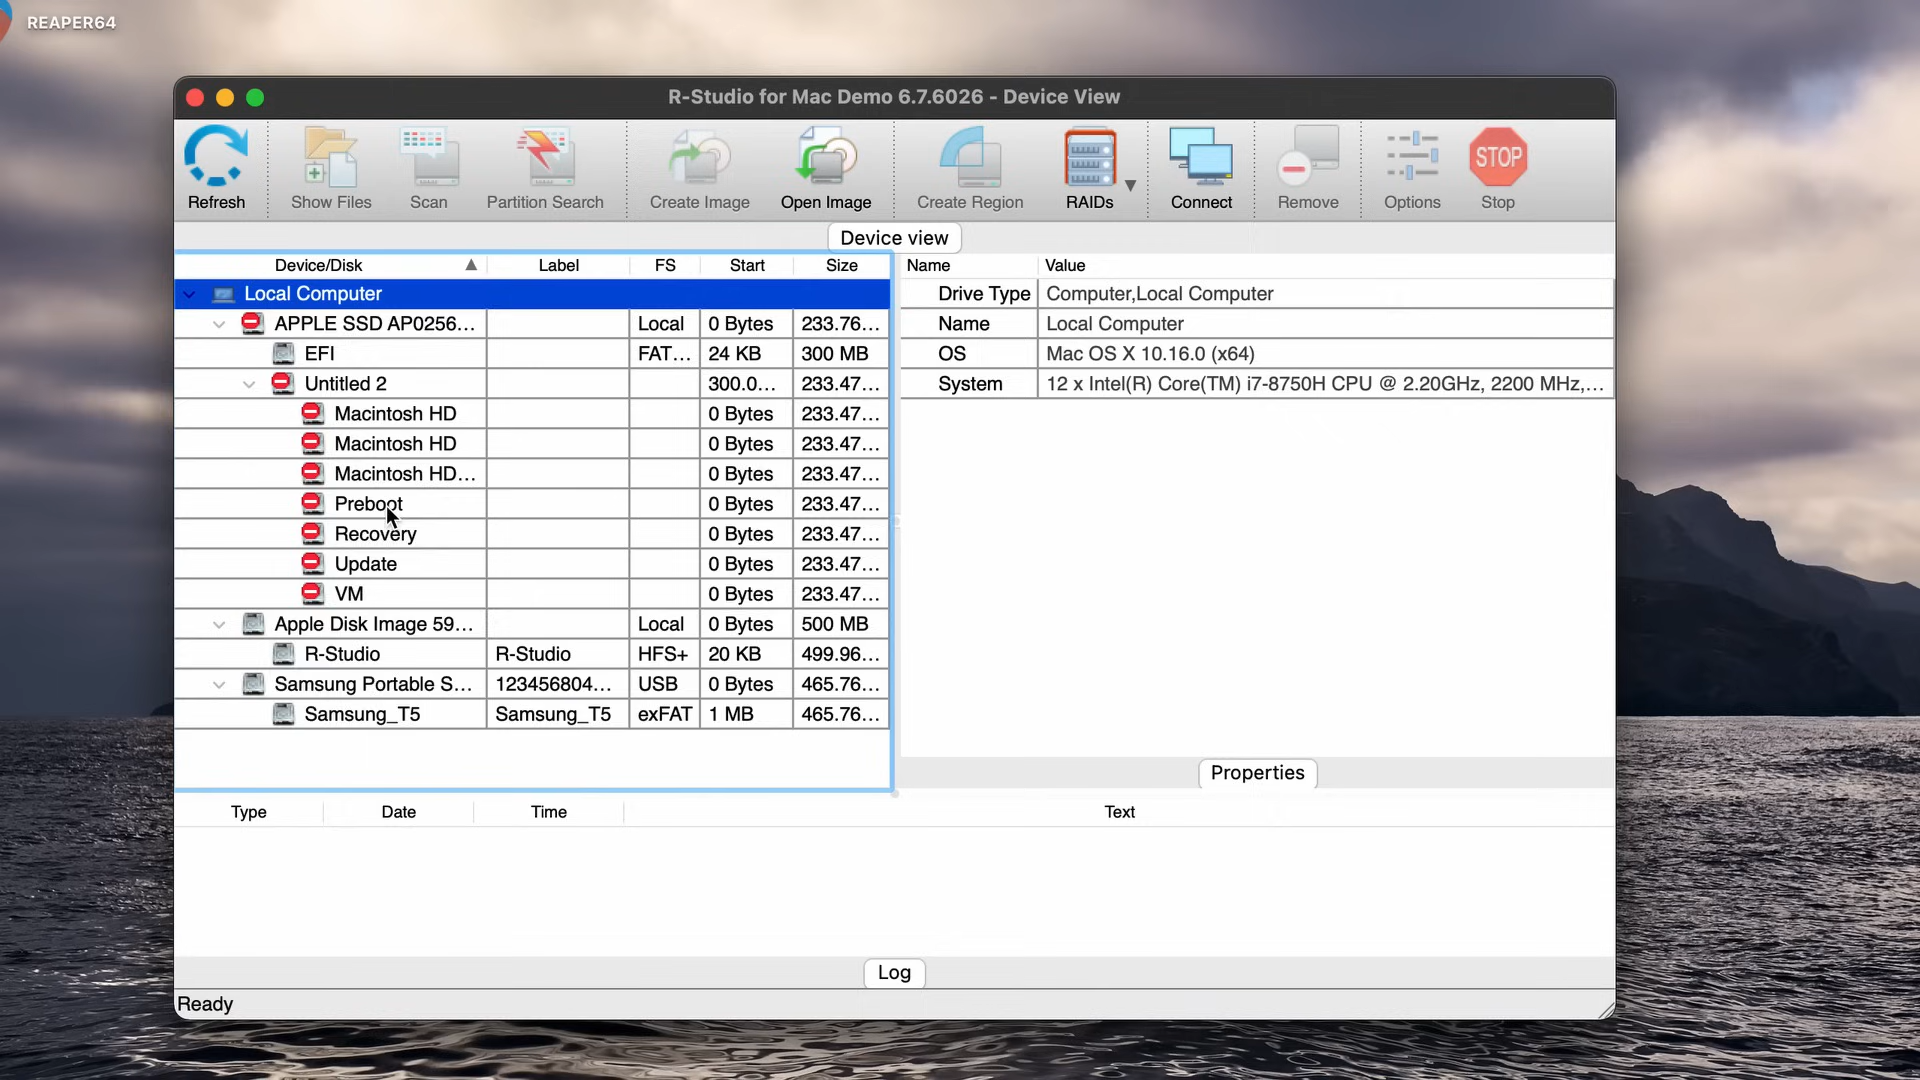 REAPER64
R-Studio for Mac Demo 6.7.6026 - Device View
Refresh Show Files Scan Partition Search Create Image Open Image Create Region RAIDs Connect Remove Options STOP Stop
Device view
Device/Disk Label FS Start Size
Local Computer
APPLE SSD AP0256... Local 0 Bytes 233.76...
EFI FAT... 24 KB 300 MB
Untitled 2 300.0... 233.47...
Macintosh HD 0 Bytes 233.47...
Macintosh HD 0 Bytes 233.47...
Macintosh HD... 0 Bytes 233.47...
Preboot 0 Bytes 233.47...
Recovery 0 Bytes 233.47...
Update 0 Bytes 233.47...
VM 0 Bytes 233.47...
Apple Disk Image 59... Local 0 Bytes 500 MB
R-Studio R-Studio HFS+ 20 KB 499.96...
Samsung Portable S... 123456804... USB 0 Bytes 465.76...
Samsung_T5 Samsung_T5 exFAT 1 MB 465.76...
Name Value
Drive Type Computer,Local Computer
Name Local Computer
OS Mac OS X 10.16.0 (x64)
System 12 x Intel(R) Core(TM) i7-8750H CPU @ 2.20GHz, 2200 MHz,...
Properties
Type Date Time Text
Log
Ready